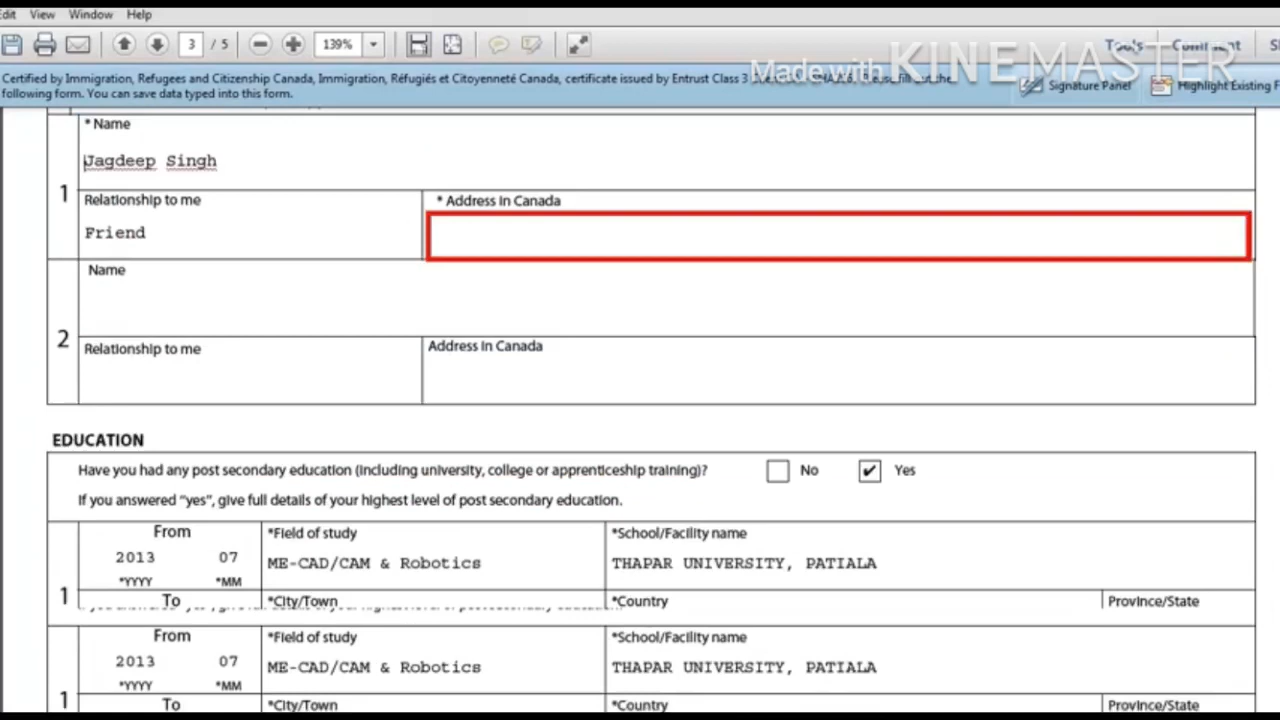 Edit View Window Help
3 / 5 139% Tools Comment
Made with KINEMASTER
Certified by Immigration, Refugees and Citizenship Canada, Immigration, Réfugiés et Citoyenneté Canada, certificate issued by Entrust Class 3 the
following form. You can save data typed into this form.
Signature Panel Highlight Existing F
* Name
Jagdeep Singh
1
Relationship to me * Address in Canada
Friend
Name
2
Relationship to me Address in Canada
EDUCATION
Have you had any post secondary education (including university, college or apprenticeship training)? No ✔ Yes
If you answered "yes", give full details of your highest level of post secondary education.
From *Field of study *School/Facility name
2013 07 ME-CAD/CAM & Robotics THAPAR UNIVERSITY, PATIALA
*YYYY *MM
1 To *City/Town *Country Province/State
From *Field of study *School/Facility name
2013 07 ME-CAD/CAM & Robotics THAPAR UNIVERSITY, PATIALA
*YYYY *MM
1 To *City/Town *Country Province/State